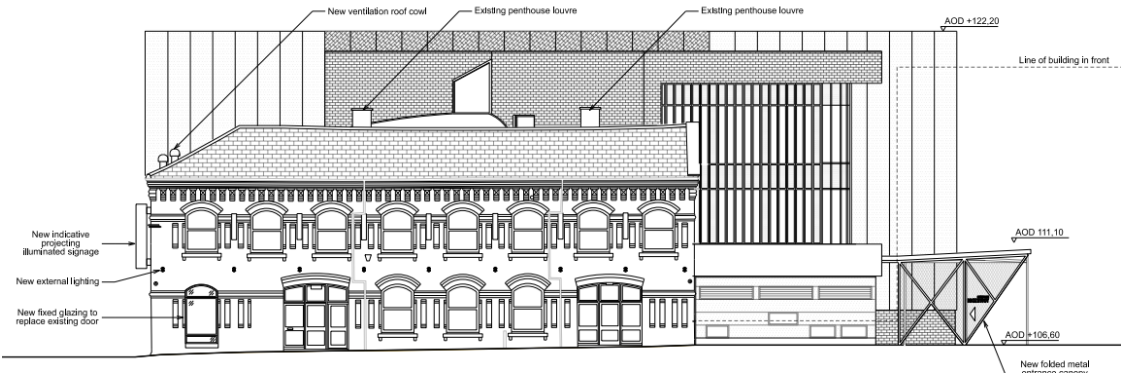 New ventilation roof cowl
Existing penthouse louvre
Existing penthouse louvre
AOD +122,20
Line of building in front
New indicative
projecting
illuminated signage
New external lighting
New fixed glazing to
replace existing door
AOD 111,10
AOD +106,60
New folded metal
entrance canopy